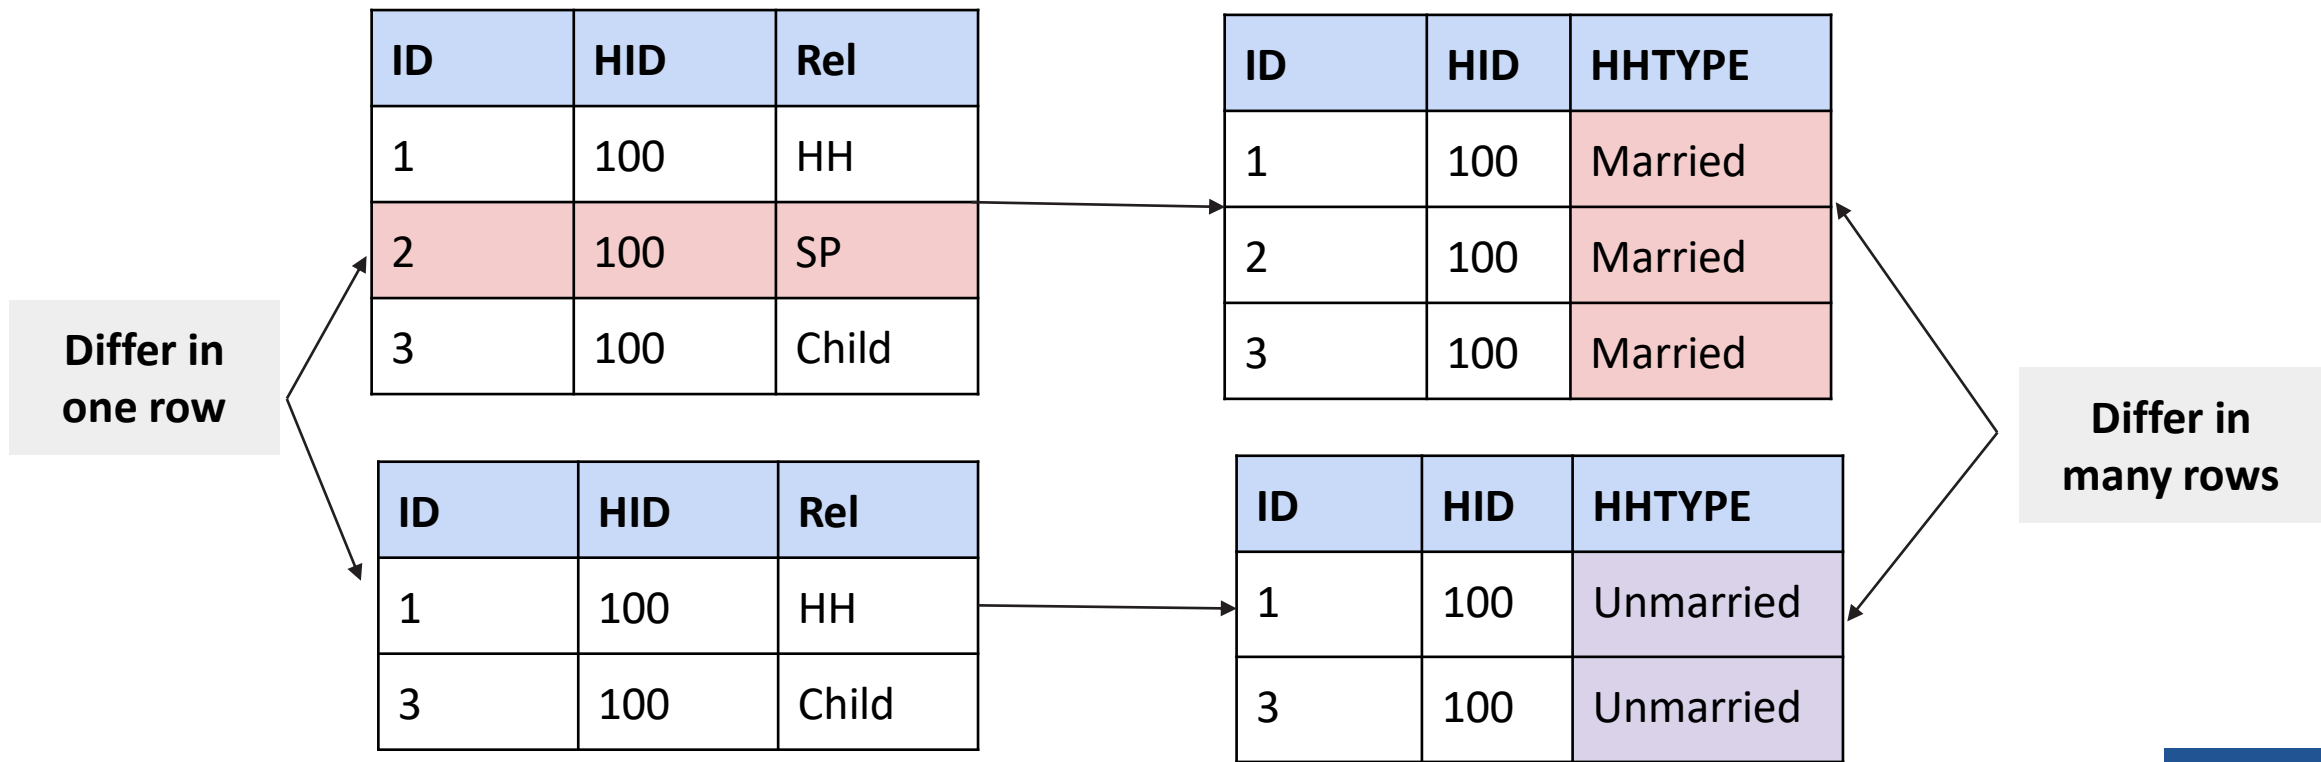 ID HID Rel
1 100 HH
2 100 SP
3 100 Child
ID HID HHTYPE
1 100 Married
2 100 Married
3 100 Married
Differ in
one row
Differ in
many rows
ID HID Rel
1 100 HH
3 100 Child
ID HID HHTYPE
1 100 Unmarried
3 100 Unmarried